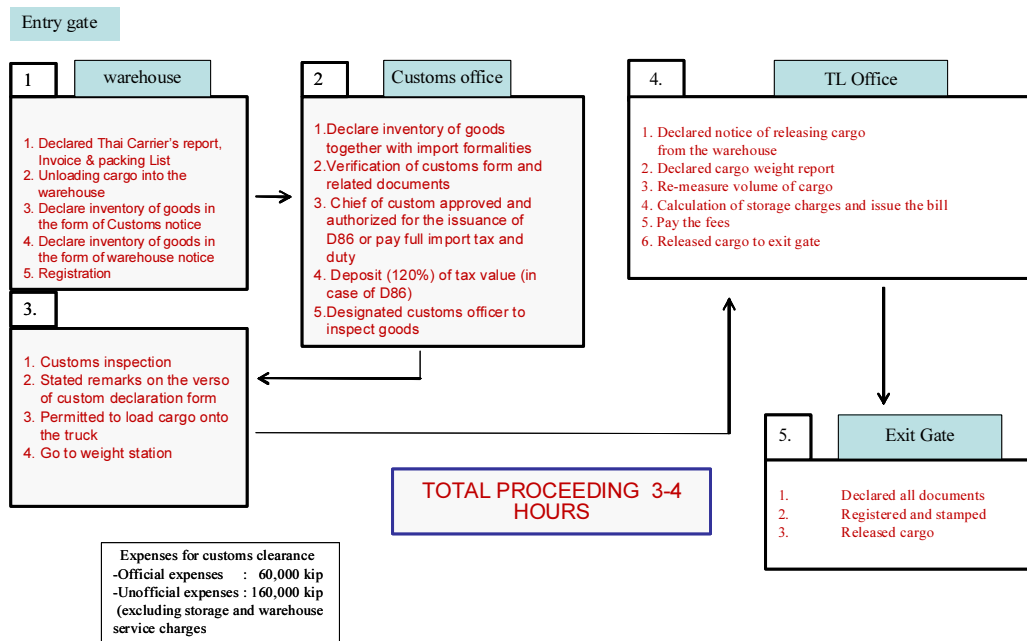 Entry gate
1
warehouse
1. Declared Thai Carrier's report,
Invoice & packing List
2. Unloading cargo into the
warehouse
3. Declare inventory of goods in
the form of Customs notice
4. Declare inventory of goods in
the form of warehouse notice
5. Registration
2
Customs office
1.Declare inventory of goods
together with import formalities
2.Verification of customs form and
related documents
3. Chief of custom approved and
authorized for the issuance of
D86 or pay full import tax and
duty
4. Deposit (120%) of tax value (in
case of D86)
5.Designated customs officer to
inspect goods
3.
1. Customs inspection
2. Stated remarks on the verso
of custom declaration form
3. Permitted to load cargo onto
the truck
4. Go to weight station
4.
TL Office
1. Declared notice of releasing cargo
from the warehouse
2. Declared cargo weight report
3. Re-measure volume of cargo
4. Calculation of storage charges and issue the bill
5. Pay the fees
6. Released cargo to exit gate
5.
Exit Gate
1. Declared all documents
2. Registered and stamped
3. Released cargo
TOTAL PROCEEDING 3-4
HOURS
Expenses for customs clearance
-Official expenses : 60,000 kip
-Unofficial expenses : 160,000 kip
(excluding storage and warehouse
service charges